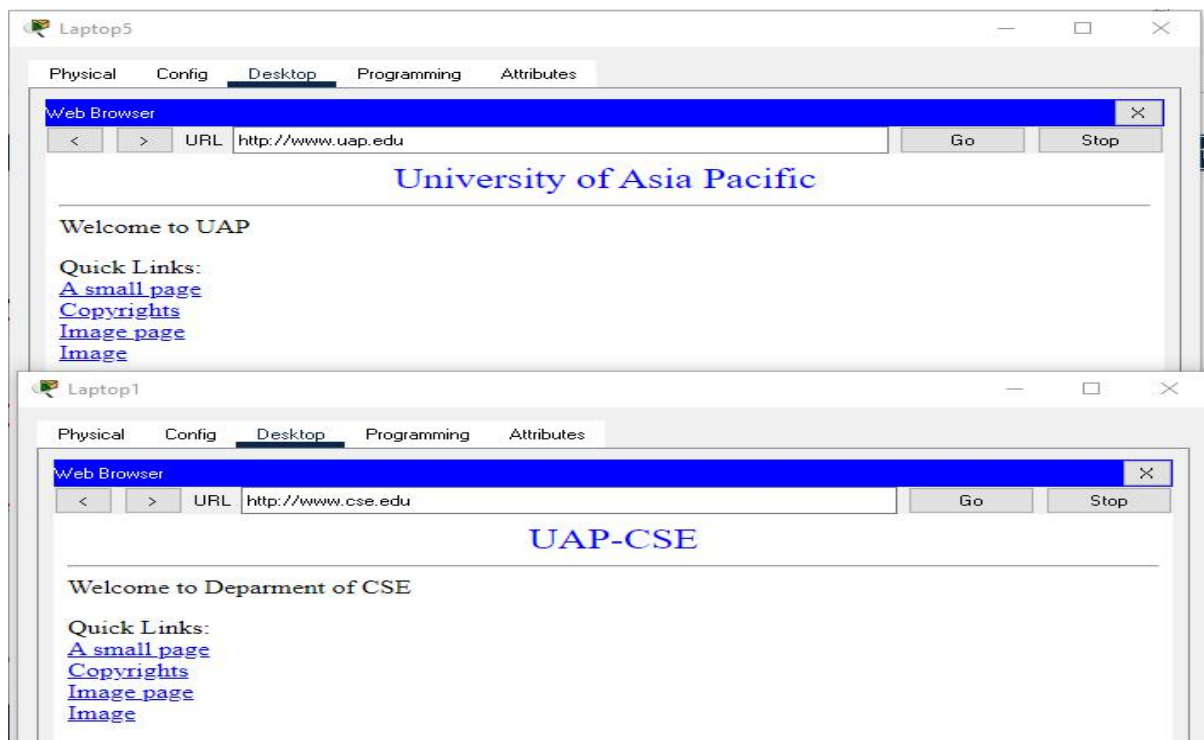 Laptop5
Physical Config Desktop Programming Attributes
Web Browser X
< > URL http://www.uap.edu Go Stop
University of Asia Pacific
Welcome to UAP
Quick Links:
A small page
Copyrights
Image page
Image
Laptop1
Physical Config Desktop Programming Attributes
Web Browser X
< > URL http://www.cse.edu Go Stop
UAP-CSE
Welcome to Deparment of CSE
Quick Links:
A small page
Copyrights
Image page
Image